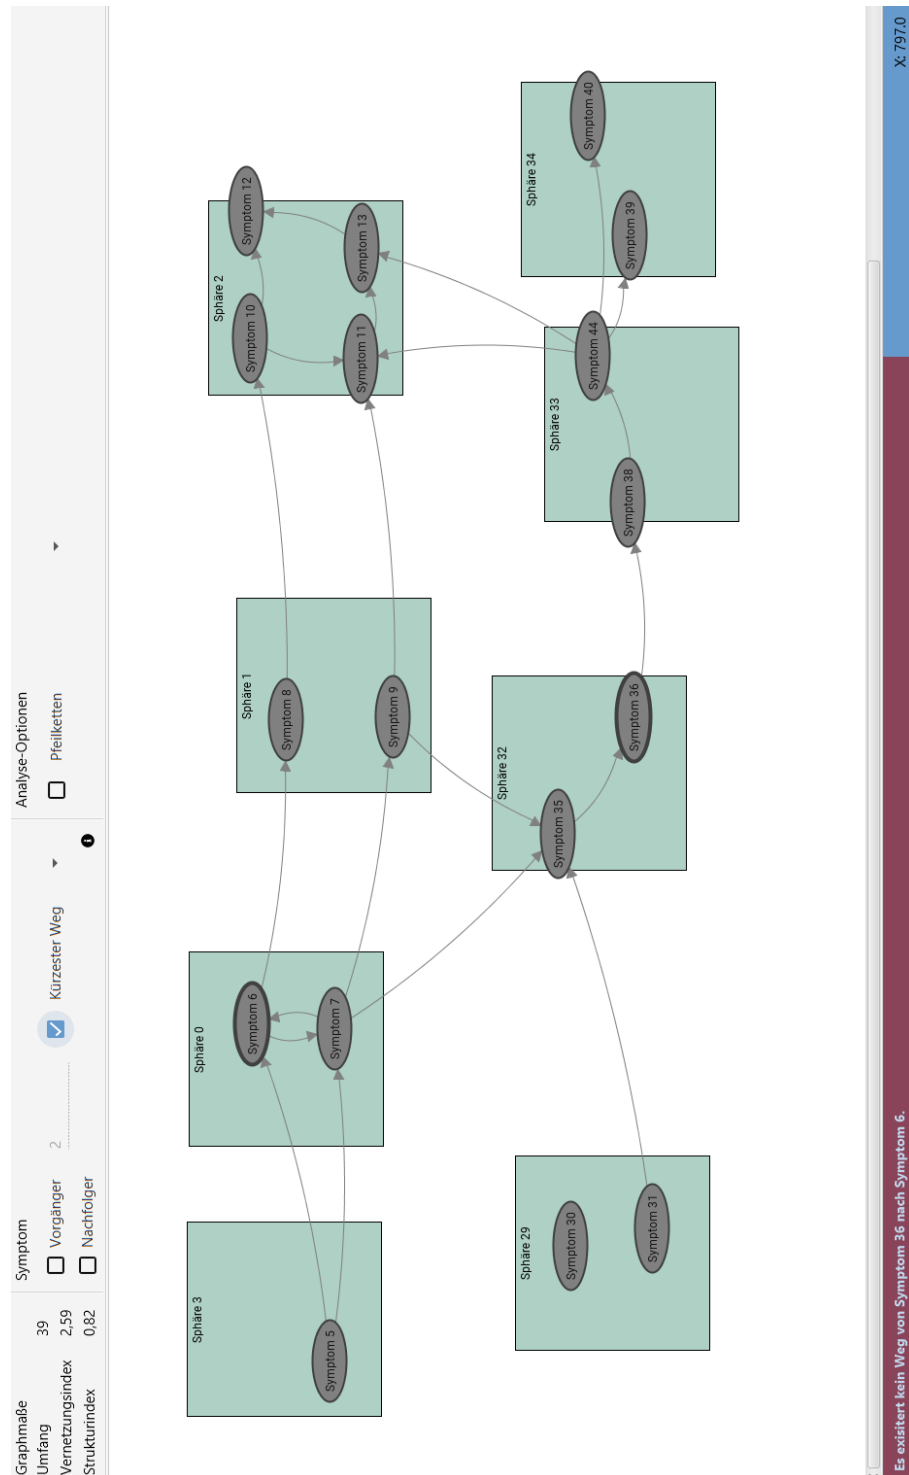 Graphmaße
Umfang 39
Vernetzungsindex 2,59
Strukturindex 0,82
Symptom
Vorgänger 2
Nachfolger
Kürzester Weg
Analyse-Optionen
Pfeilketten
Sphäre 3
Symptom 5
Sphäre 0
Symptom 6
Symptom 7
Sphäre 1
Symptom 8
Symptom 9
Sphäre 2
Symptom 10
Symptom 12
Symptom 11
Symptom 13
Sphäre 29
Symptom 30
Symptom 31
Sphäre 32
Symptom 35
Symptom 36
Sphäre 33
Symptom 44
Symptom 38
Sphäre 34
Symptom 40
Symptom 39
Es exisitert kein Weg von Symptom 36 nach Symptom 6.
X: 797.0